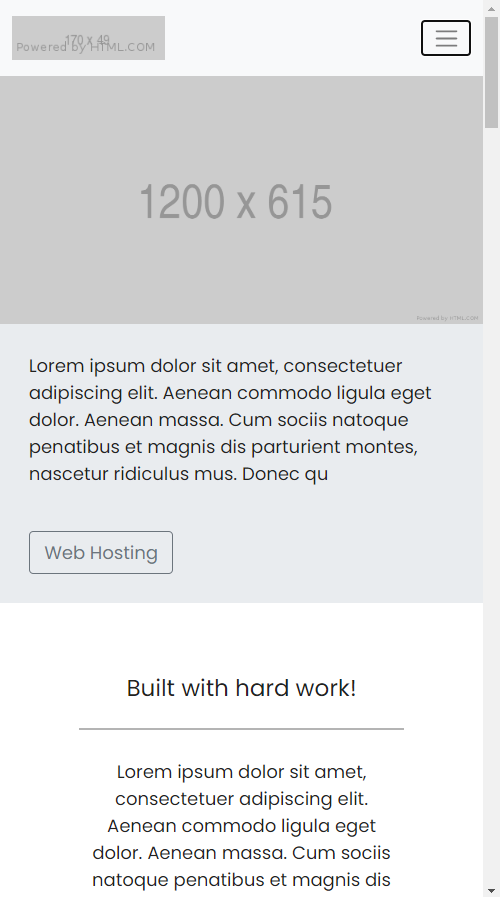 170 x 49
Powered by HTML.COM
1200 x 615
Powered by HTML.COM
Lorem ipsum dolor sit amet, consectetuer
adipiscing elit. Aenean commodo ligula eget
dolor. Aenean massa. Cum sociis natoque
penatibus et magnis dis parturient montes,
nascetur ridiculus mus. Donec qu
Web Hosting
Built with hard work!
Lorem ipsum dolor sit amet,
consectetuer adipiscing elit.
Aenean commodo ligula eget
dolor. Aenean massa. Cum sociis
natoque penatibus et magnis dis